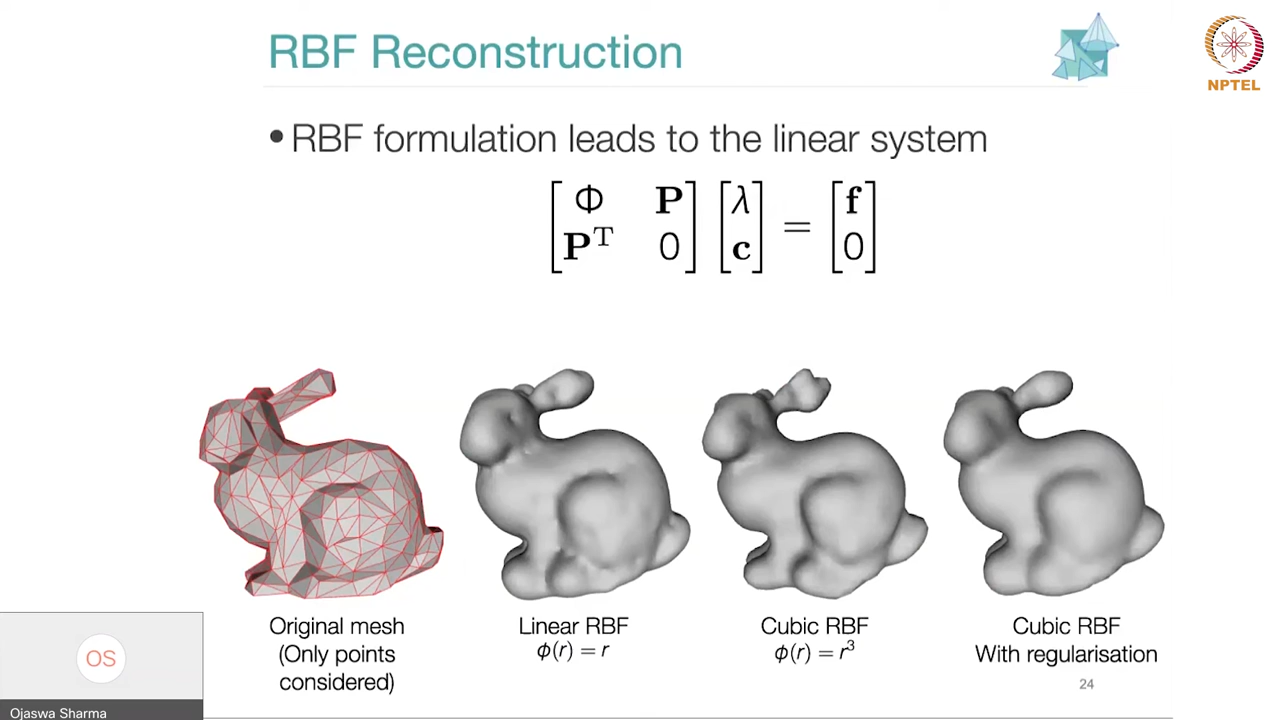 RBF Reconstruction
NPTEL
• RBF formulation leads to the linear system
[Φ P] [λ] = [f]
[Pᵀ 0] [c] [0]
Original mesh
(Only points
considered)
Linear RBF
ϕ(r) = r
Cubic RBF
ϕ(r) = r³
Cubic RBF
With regularisation
24
OS
Ojaswa Sharma